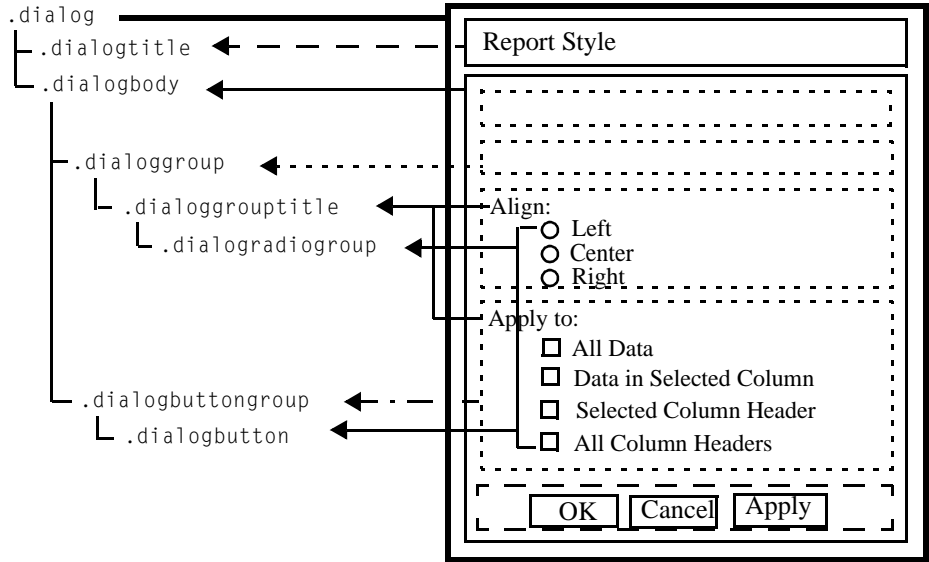 .dialog
.dialogtitle
.dialogbody
.dialoggroup
.dialoggrouptitle
.dialogradiogroup
.dialogbuttongroup
.dialogbutton
Report Style
Align:
Left
Center
Right
Apply to:
All Data
Data in Selected Column
Selected Column Header
All Column Headers
OK
Cancel
Apply